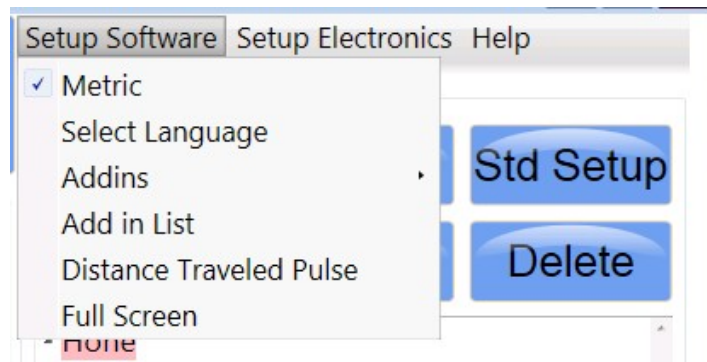 Setup Software Setup Electronics Help
Metric
Select Language
Addins
Add in List
Distance Traveled Pulse
Full Screen
Std Setup
Delete